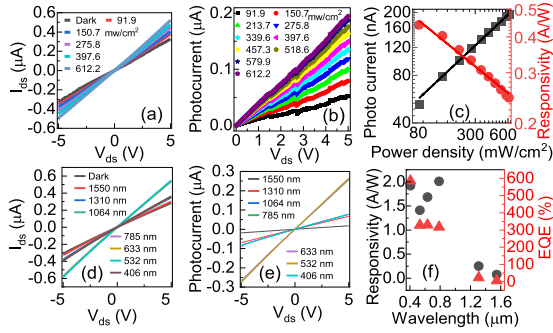 I_ds (μA)
0.6
0.4
0.2
0.0
-0.2
-0.4
-0.6
-5
0
5
V_ds (V)
Dark
91.9
150.7 mw/cm²
275.8
397.6
612.2
(a)
Photocurrent (μA)
0.20
0.15
0.10
0.05
0.00
0 1 2 3 4 5
V_ds (V)
91.9 150.7 mw/cm²
213.7 275.8
339.6 397.6
457.3 518.6
579.9
612.2
(b)
Photo current (nA)
200
160
120
80
40
80
300
600
Power density (mW/cm²)
Responsivity (A/W)
0.5
0.4
0.3
0.2
(c)
I_ds (μA)
0.6
0.4
0.2
0.0
-0.2
-0.4
-0.6
-5
0
5
V_ds (V)
Dark
1550 nm
1310 nm
1064 nm
785 nm
633 nm
532 nm
406 nm
(d)
Photocurrent (μA)
0.3
0.2
0.1
0.0
-0.1
-0.2
-0.3
-5
0
5
V_ds (V)
1550 nm
1310 nm
1064 nm
785 nm
633 nm
532 nm
406 nm
(e)
Responsivity (A/W)
2.0
1.5
1.0
0.5
0.0
0.4 0.8 1.2 1.6
Wavelength (μm)
EQE (%)
600
500
400
300
200
100
0
(f)